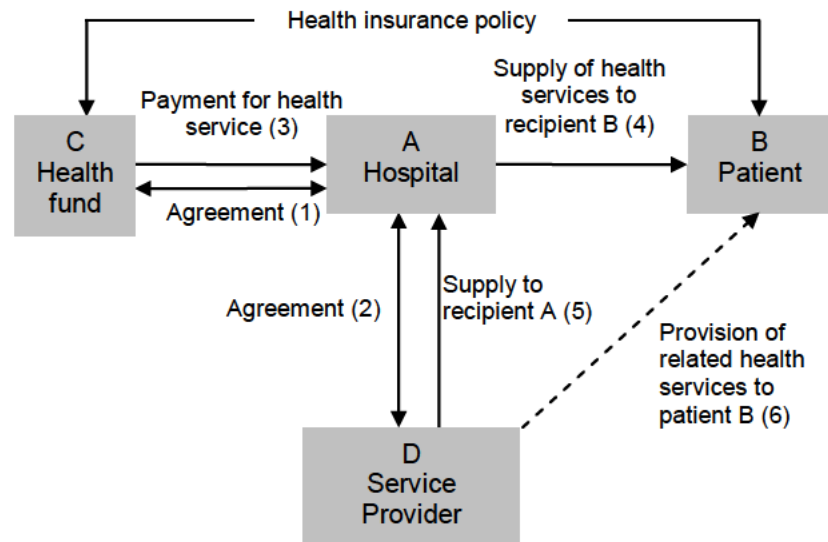 Health insurance policy
Payment for health
service (3)
Supply of health
services to
recipient B (4)
C
Health
fund
A
Hospital
B
Patient
Agreement (1)
Agreement (2)
Supply to
recipient A (5)
Provision of
related health
services to
patient B (6)
D
Service
Provider